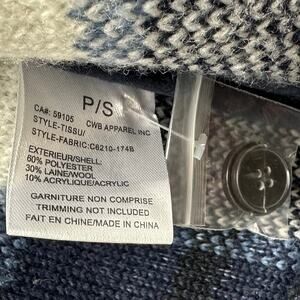 P/S
CA#: 59105 CWB APPAREL INC
STYLE-TISSU/
STYLE-FABRIC:C6210-174B
EXTERIEUR/SHELL:
60% POLYESTER
30% LAINE/WOOL
10% ACRYLIQUE/ACRYLIC
GARNITURE NON COMPRISE
TRIMMING NOT INCLUDED
FAIT EN CHINE/MADE IN CHINA